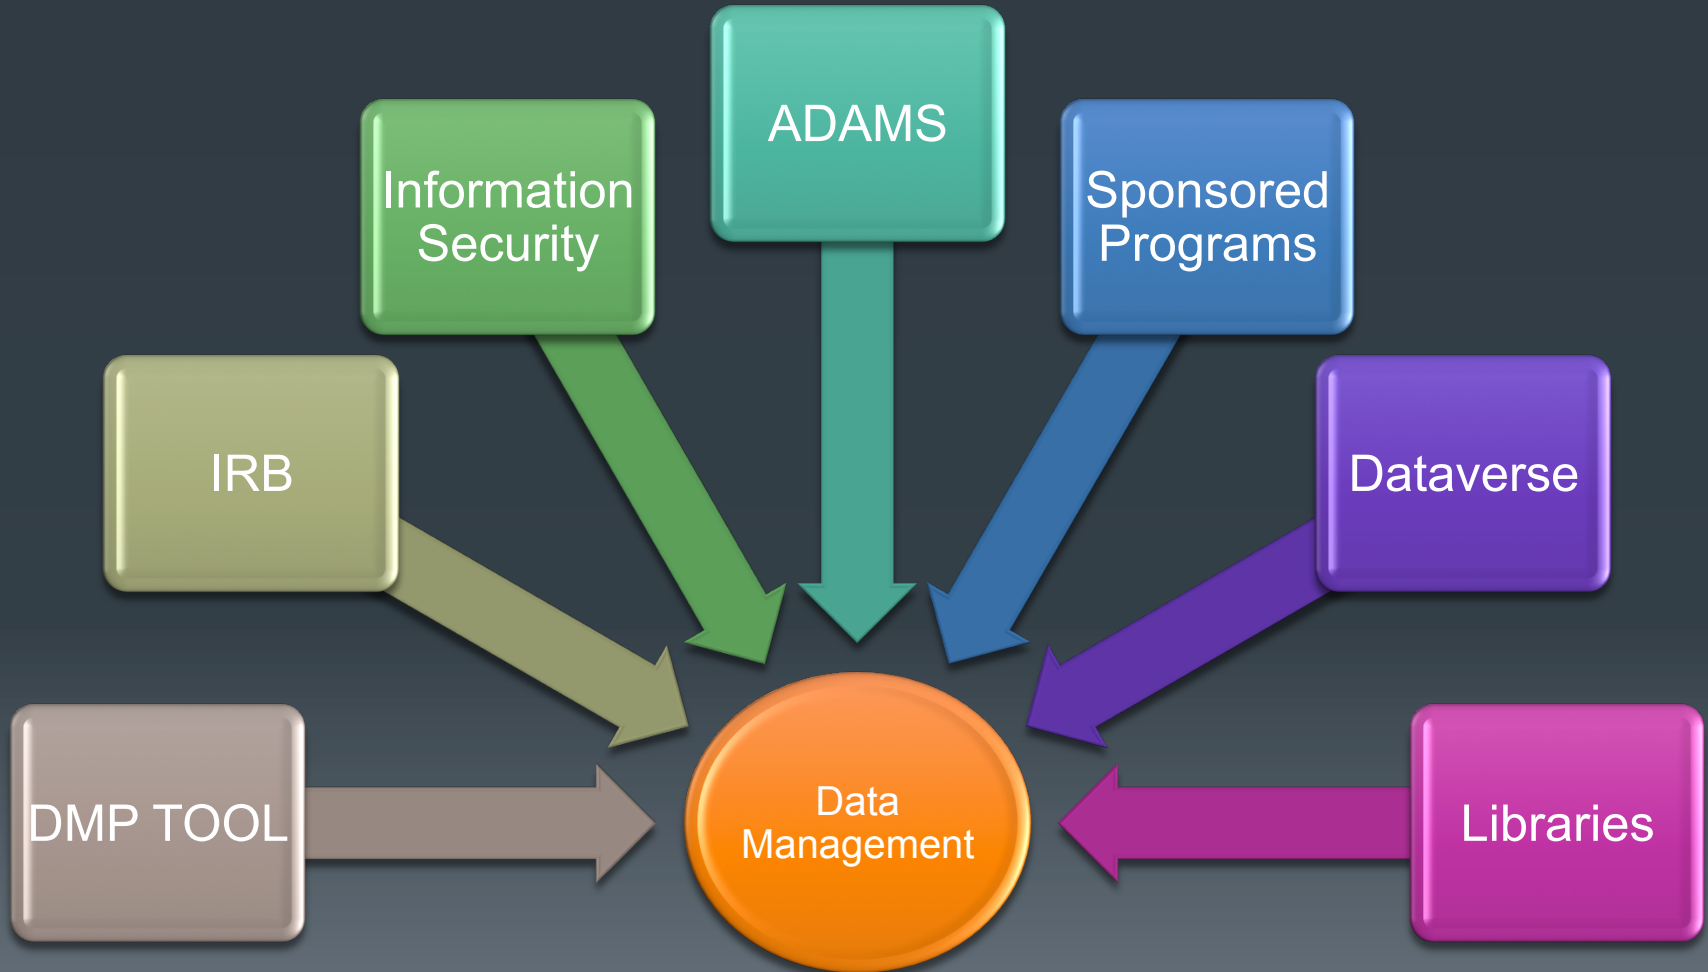 ADAMS
Information
Security
Sponsored
Programs
IRB
Dataverse
DMP TOOL
Data
Management
Libraries